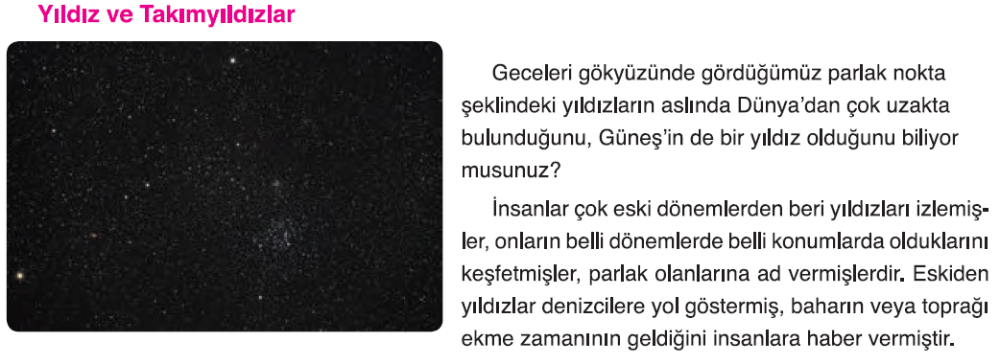 Yıldız ve Takımyıldızlar
Geceleri gökyüzünde gördüğümüz parlak nokta
şeklindeki yıldızların aslında Dünya'dan çok uzakta
bulunduğunu, Güneş'in de bir yıldız olduğunu biliyor
musunuz?
İnsanlar çok eski dönemlerden beri yıldızları izlemiş-
ler, onların belli dönemlerde belli konumlarda olduklarını
keşfetmişler, parlak olanlarına ad vermişlerdir. Eskiden
yıldızlar denizcilere yol göstermiş, baharın veya toprağı
ekme zamanının geldiğini insanlara haber vermiştir.